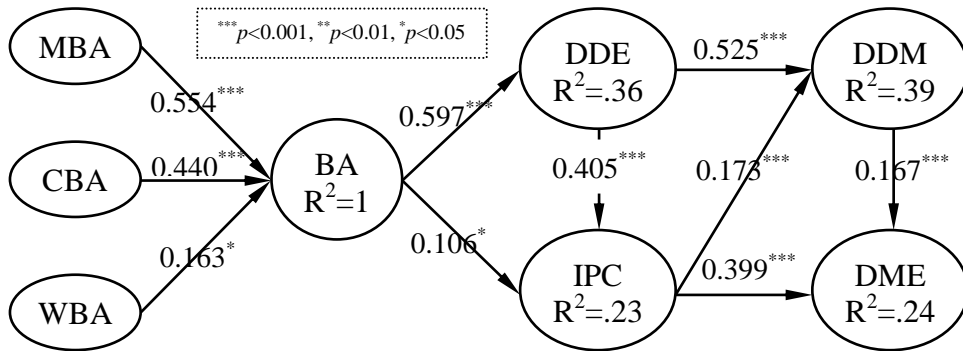 ***p<0.001, **p<0.01, *p<0.05
MBA
DDE
R²=.36
0.525***
DDM
R²=.39
0.554***
0.597***
CBA
0.440***
BA
R²=1
0.405***
0.173***
0.167***
0.163*
0.106*
WBA
IPC
R²=.23
0.399***
DME
R²=.24